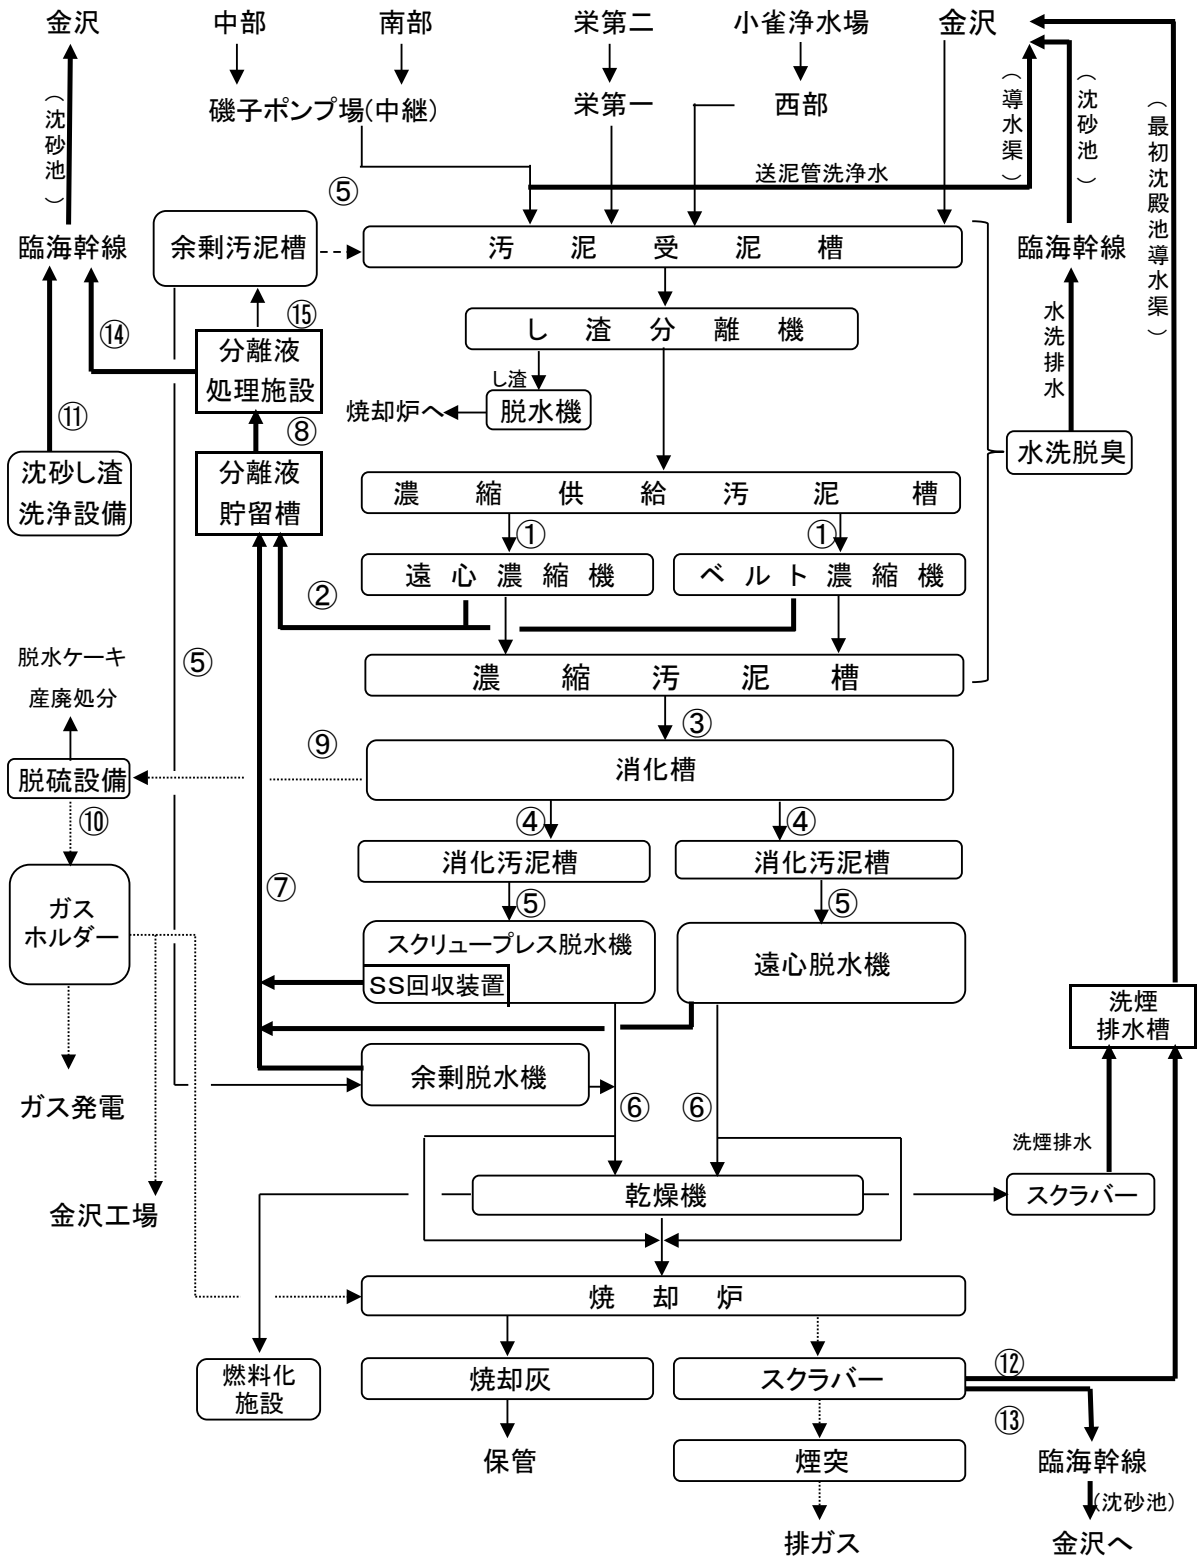 金沢
中部
南部
栄第二
小雀浄水場
金沢
磯子ポンプ場(中継)
栄第一
西部
(沈砂池)
(導水渠)
(沈砂池)
(最初沈殿池導水渠)
送泥管洗浄水
⑤
臨海幹線
余剰汚泥槽
汚泥受泥槽
臨海幹線
⑮
⑭
し渣分離機
水洗排水
分離液
処理施設
し渣
脱水機
焼却炉へ
⑪
⑧
水洗脱臭
沈砂し渣
洗浄設備
分離液
貯留槽
濃縮供給汚泥槽
①
①
遠心濃縮機
ベルト濃縮機
②
脱水ケーキ
産廃処分
⑤
濃縮汚泥槽
③
⑨
消化槽
脱硫設備
⑩
④
④
消化汚泥槽
消化汚泥槽
⑦
⑤
⑤
ガス
ホルダー
スクリュープレス脱水機
SS回収装置
遠心脱水機
洗煙
排水槽
余剰脱水機
ガス発電
⑥
⑥
洗煙排水
乾燥機
スクラバー
金沢工場
焼却炉
燃料化
施設
焼却灰
スクラバー
⑫
⑬
保管
煙突
臨海幹線
(沈砂池)
排ガス
金沢へ